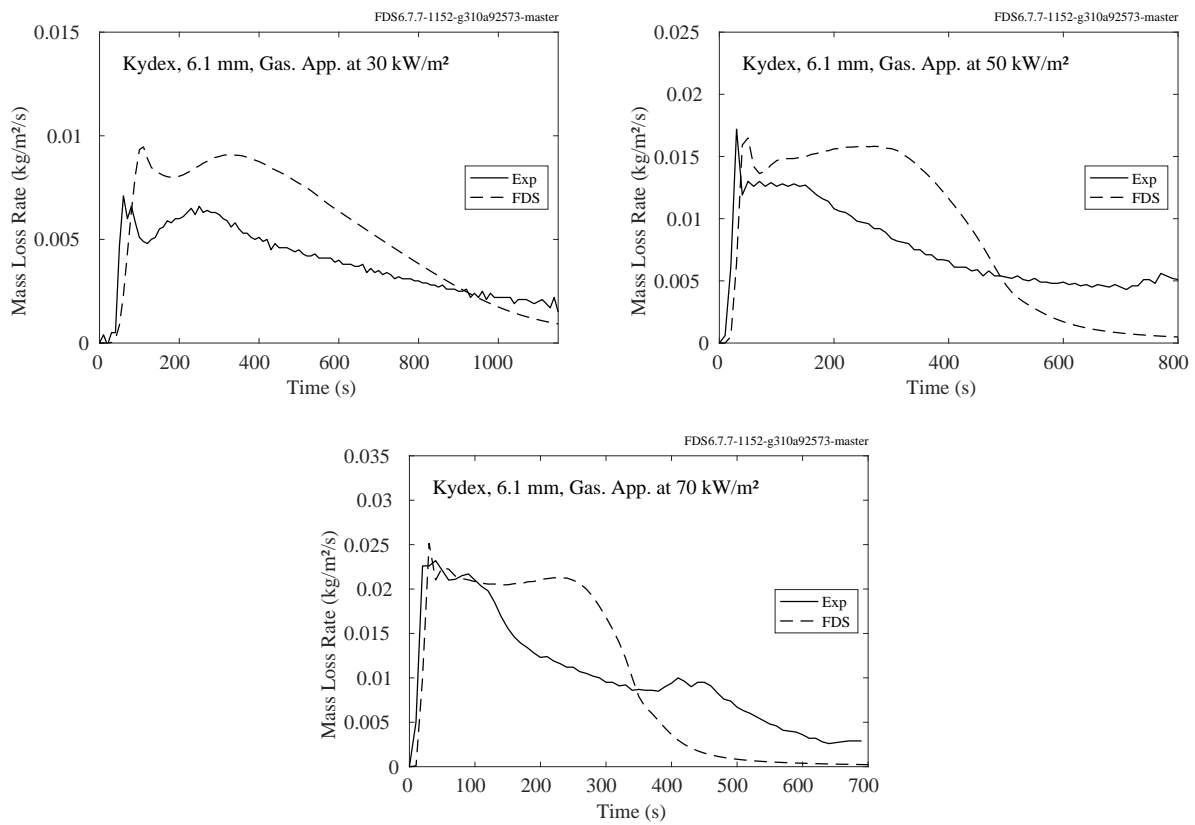 FDS6.7.7-1152-g310a92573-master
Kydex, 6.1 mm, Gas. App. at 30 kW/m²
Mass Loss Rate (kg/m²/s)
0.015
0.01
0.005
0
Exp
FDS
0 200 400 600 800 1000
Time (s)
FDS6.7.7-1152-g310a92573-master
Kydex, 6.1 mm, Gas. App. at 50 kW/m²
Mass Loss Rate (kg/m²/s)
0.025
0.02
0.015
0.01
0.005
0
Exp
FDS
0 200 400 600 800
Time (s)
FDS6.7.7-1152-g310a92573-master
Kydex, 6.1 mm, Gas. App. at 70 kW/m²
Mass Loss Rate (kg/m²/s)
0.035
0.03
0.025
0.02
0.015
0.01
0.005
0
Exp
FDS
0 100 200 300 400 500 600 700
Time (s)